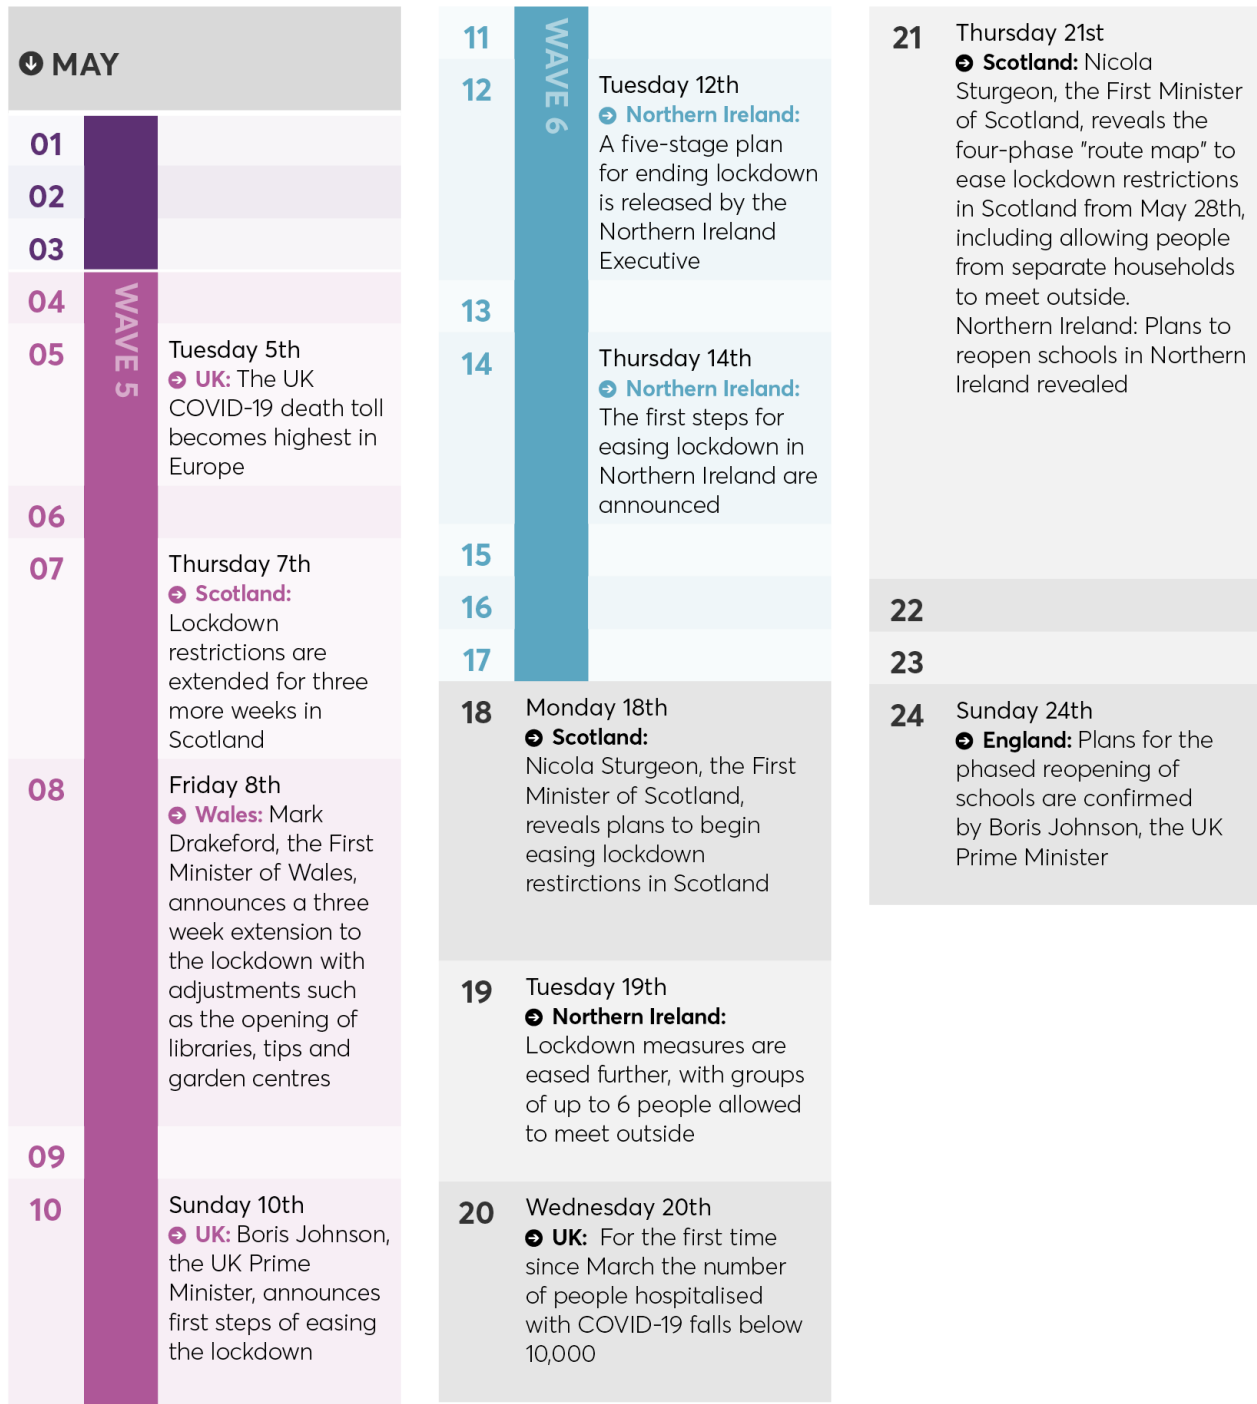 MAY
01
02
03
WAVE 5
04
05
Tuesday 5th
UK: The UK
COVID-19 death toll
becomes highest in
Europe
06
07
Thursday 7th
Scotland:
Lockdown
restrictions are
extended for three
more weeks in
Scotland
08
Friday 8th
Wales: Mark
Drakeford, the First
Minister of Wales,
announces a three
week extension to
the lockdown with
adjustments such
as the opening of
libraries, tips and
garden centres
09
10
Sunday 10th
UK: Boris Johnson,
the UK Prime
Minister, announces
first steps of easing
the lockdown
WAVE 6
11
12
Tuesday 12th
Northern Ireland:
A five-stage plan
for ending lockdown
is released by the
Northern Ireland
Executive
13
14
Thursday 14th
Northern Ireland:
The first steps for
easing lockdown in
Northern Ireland are
announced
15
16
17
18
Monday 18th
Scotland:
Nicola Sturgeon, the First
Minister of Scotland,
reveals plans to begin
easing lockdown
restirctions in Scotland
19
Tuesday 19th
Northern Ireland:
Lockdown measures are
eased further, with groups
of up to 6 people allowed
to meet outside
20
Wednesday 20th
UK: For the first time
since March the number
of people hospitalised
with COVID-19 falls below
10,000
21
Thursday 21st
Scotland: Nicola
Sturgeon, the First Minister
of Scotland, reveals the
four-phase "route map" to
ease lockdown restrictions
in Scotland from May 28th,
including allowing people
from separate households
to meet outside.
Northern Ireland: Plans to
reopen schools in Northern
Ireland revealed
22
23
24
Sunday 24th
England: Plans for the
phased reopening of
schools are confirmed
by Boris Johnson, the UK
Prime Minister